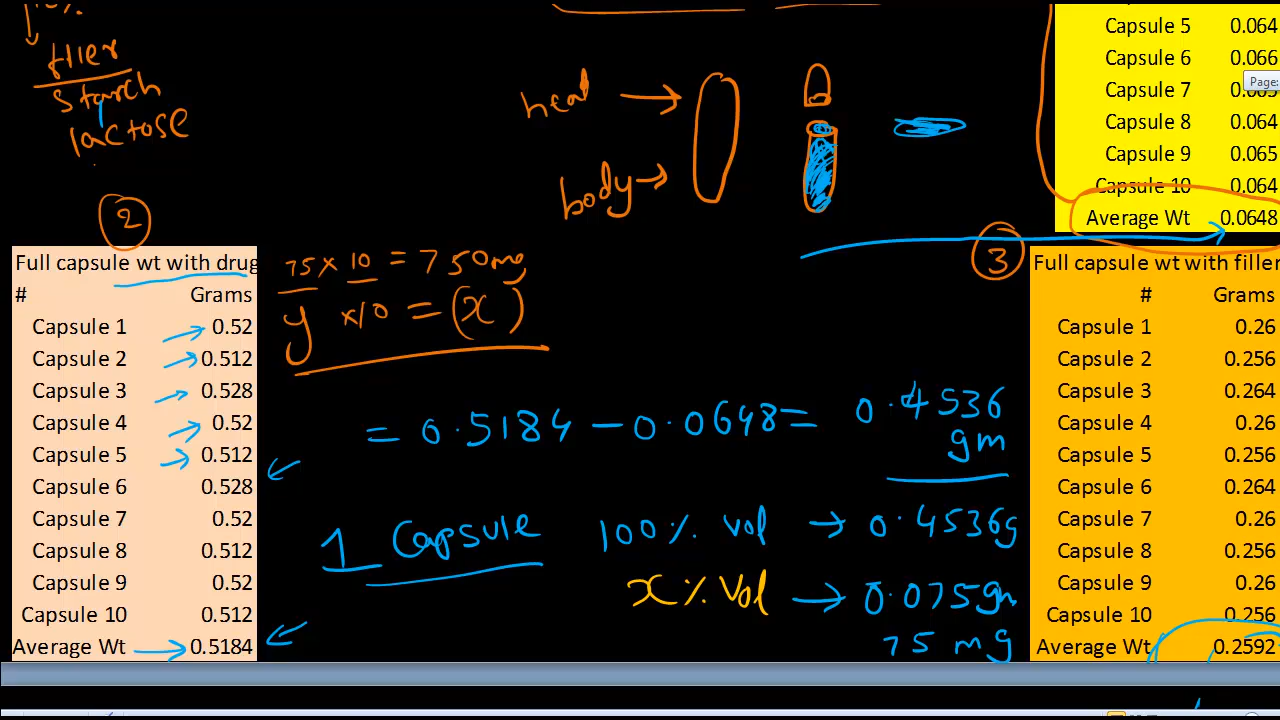 filler
starch
lactose
head
body
Capsule 5 0.064
Capsule 6 0.066
Page:
Capsule 7
Capsule 8 0.064
Capsule 9 0.065
Capsule 10 0.064
Average Wt 0.0648
2
Full capsule wt with drug
# Grams
Capsule 1 0.52
Capsule 2 0.512
Capsule 3 0.528
Capsule 4 0.52
Capsule 5 0.512
Capsule 6 0.528
Capsule 7 0.52
Capsule 8 0.512
Capsule 9 0.52
Capsule 10 0.512
Average Wt 0.5184
75 x 10 = 750mg
y x10 = (x)
= 0.5184 - 0.0648 = 0.4536
gm
1 Capsule 100% vol → 0.4536g
x % Vol → 0.075gm
75 mg
3
Full capsule wt with filler
# Grams
Capsule 1 0.26
Capsule 2 0.256
Capsule 3 0.264
Capsule 4 0.26
Capsule 5 0.256
Capsule 6 0.264
Capsule 7 0.26
Capsule 8 0.256
Capsule 9 0.26
Capsule 10 0.256
Average Wt 0.2592